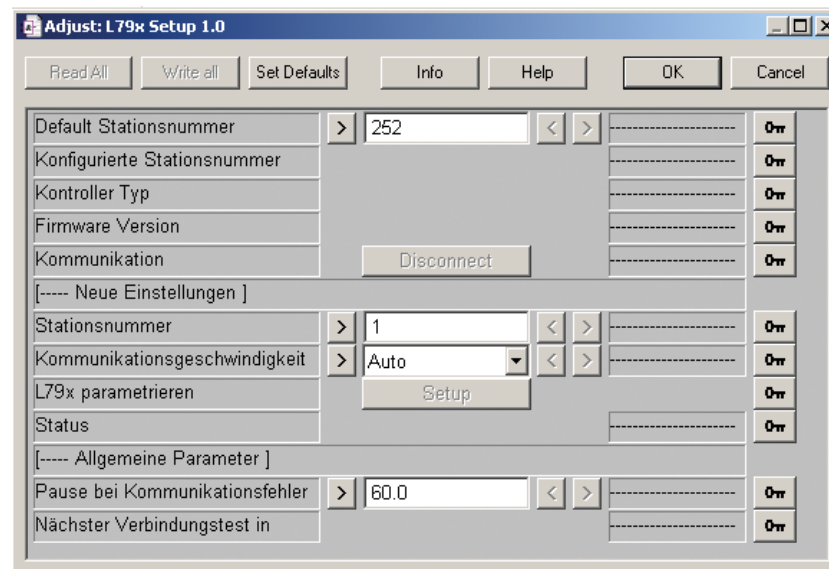 Adjust: L79x Setup 1.0
Read All Write all Set Defaults Info Help OK Cancel
Default Stationsnummer > 252 < > ----------------------
Konfigurierte Stationsnummer ----------------------
Kontroller Typ ----------------------
Firmware Version ----------------------
Kommunikation Disconnect ----------------------
[----- Neue Einstellungen ]
Stationsnummer > 1 < > ----------------------
Kommunikationsgeschwindigkeit > Auto < > ----------------------
L79x parametrieren Setup
Status ----------------------
[----- Allgemeine Parameter ]
Pause bei Kommunikationsfehler > 60.0 < > ----------------------
Nächster Verbindungstest in ----------------------